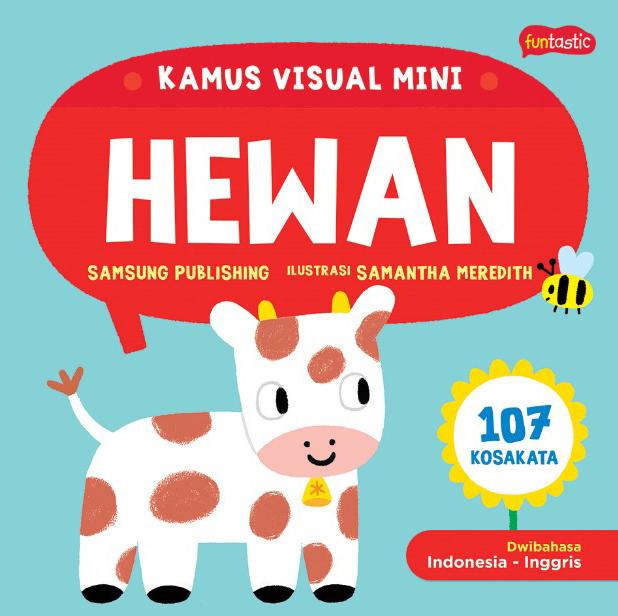 funtastic
KAMUS VISUAL MINI
HEWAN
SAMSUNG PUBLISHING ILUSTRASI SAMANTHA MEREDITH
107
KOSAKATA
Dwibahasa
Indonesia - Inggris